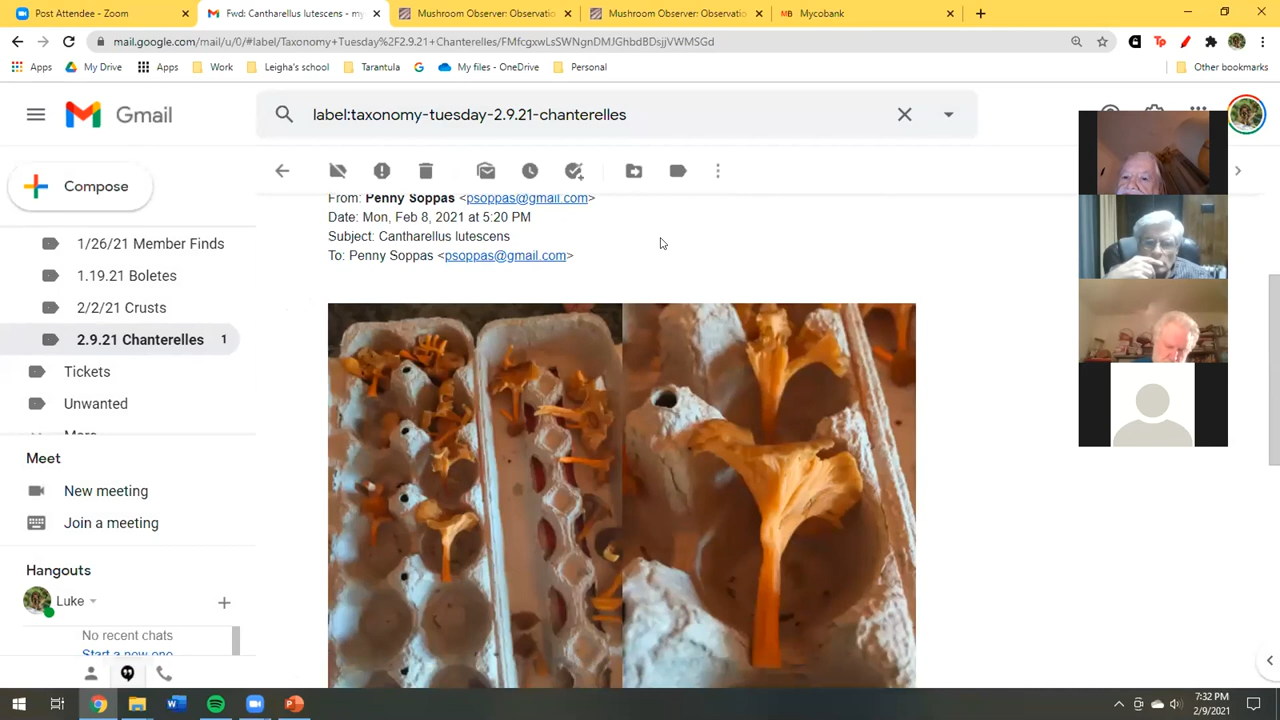 Post Attendee - Zoom
Fwd: Cantharellus lutescens - my
Mushroom Observer: Observatio
Mushroom Observer: Observatio
MB Mycobank
mail.google.com/mail/u/0/#label/Taxonomy+Tuesday%2F2.9.21+Chanterelles/FMfcgxwLsSWNgnDMJGhbdBDsjjVWMSGd
Apps My Drive Apps Work Leigha's school Tarantula My files - OneDrive Personal Other bookmarks
Gmail
label:taxonomy-tuesday-2.9.21-chanterelles
Compose
1/26/21 Member Finds
1.19.21 Boletes
2/2/21 Crusts
2.9.21 Chanterelles 1
Tickets
Unwanted
More
Meet
New meeting
Join a meeting
Hangouts
Luke
No recent chats
Start a new one
From: Penny Soppas <psoppas@gmail.com>
Date: Mon, Feb 8, 2021 at 5:20 PM
Subject: Cantharellus lutescens
To: Penny Soppas <psoppas@gmail.com>
7:32 PM
2/9/2021